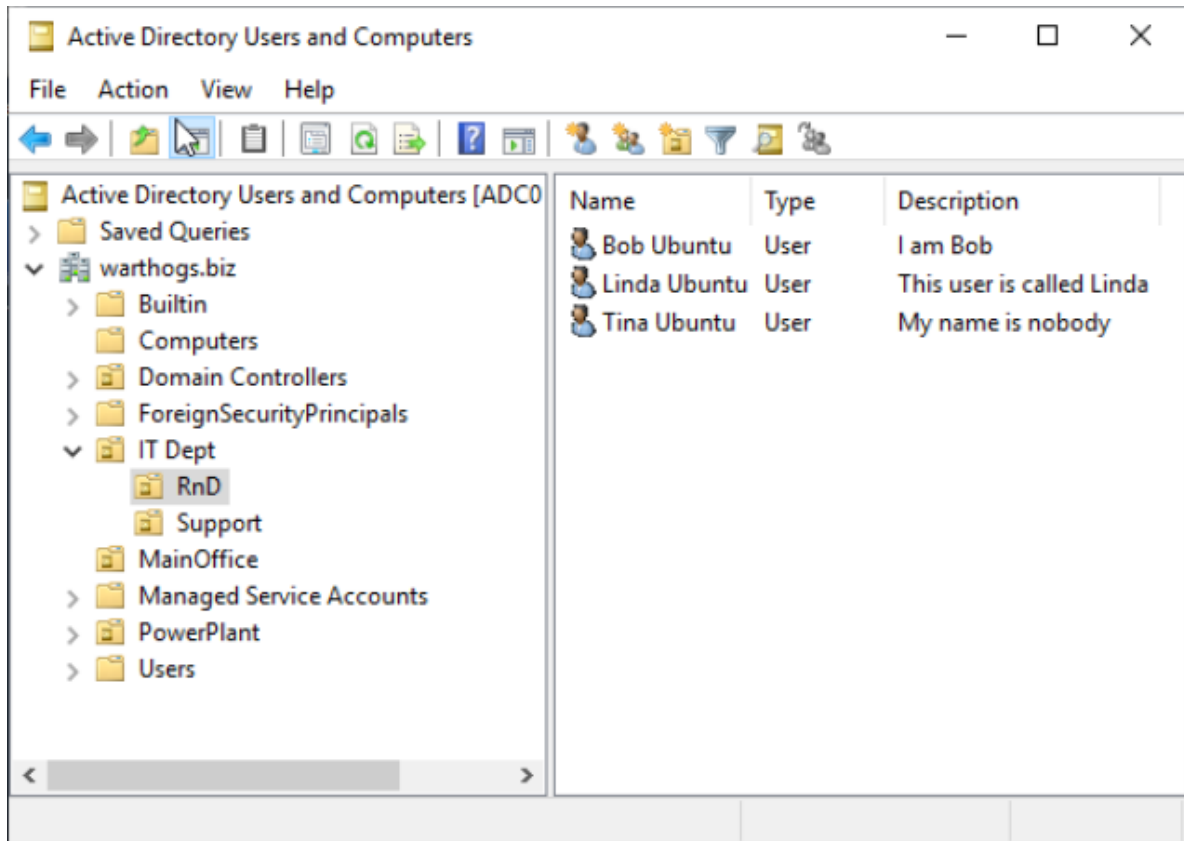 Active Directory Users and Computers
File Action View Help
Active Directory Users and Computers [ADC0
Saved Queries
warthogs.biz
Builtin
Computers
Domain Controllers
ForeignSecurityPrincipals
IT Dept
RnD
Support
MainOffice
Managed Service Accounts
PowerPlant
Users
Name Type Description
Bob Ubuntu User I am Bob
Linda Ubuntu User This user is called Linda
Tina Ubuntu User My name is nobody